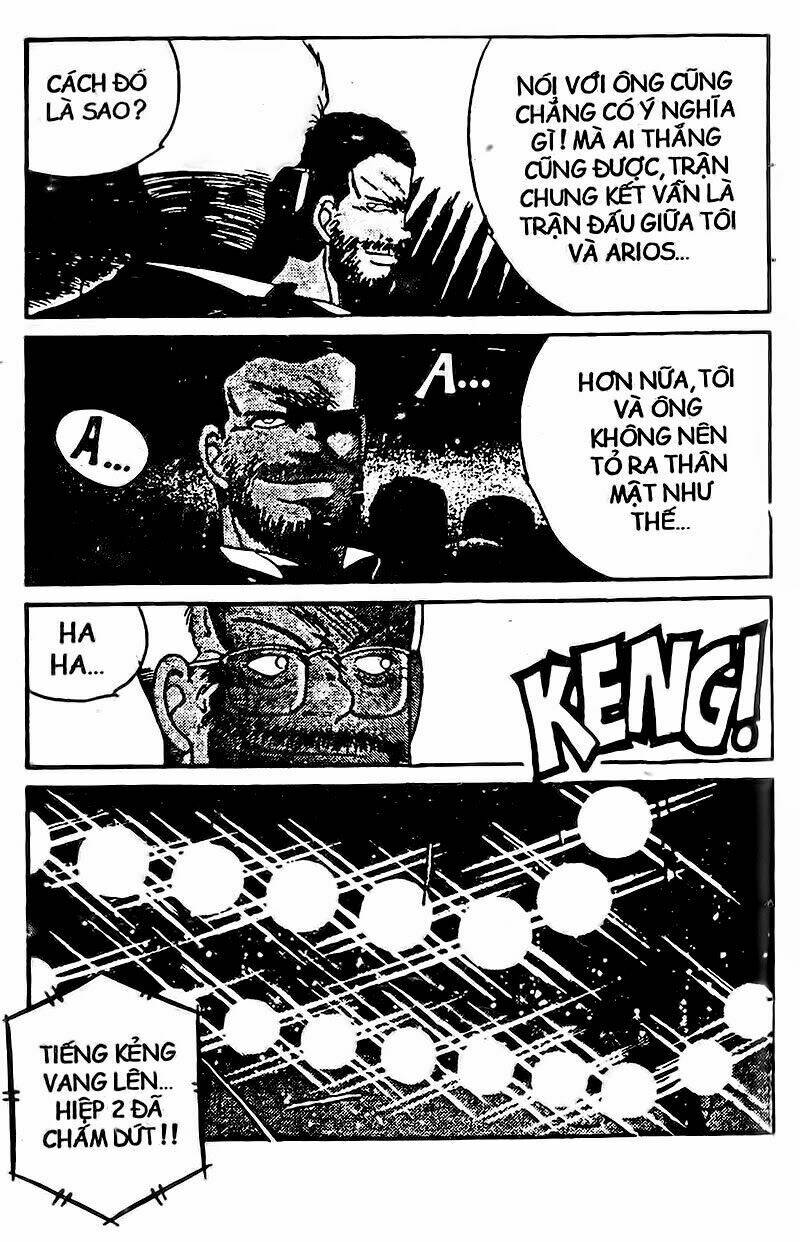 CÁCH ĐÓ
LÀ SAO?
NÓI VỚI ÔNG CŨNG
CHẲNG CÓ Ý NGHĨA
GÌ! MÀ AI THẮNG
CŨNG ĐƯỢC, TRẬN
CHUNG KẾT VẪN LÀ
TRẬN ĐẤU GIỮA TÔI
VÀ ARIOS...
A...
A...
HƠN NỮA, TÔI
VÀ ÔNG
KHÔNG NÊN
TỎ RA THÂN
MẬT NHƯ
THẾ...
HA
HA...
KENG!
TIẾNG KẺNG
VANG LÊN...
HIỆP 2 ĐÃ
CHẤM DỨT!!